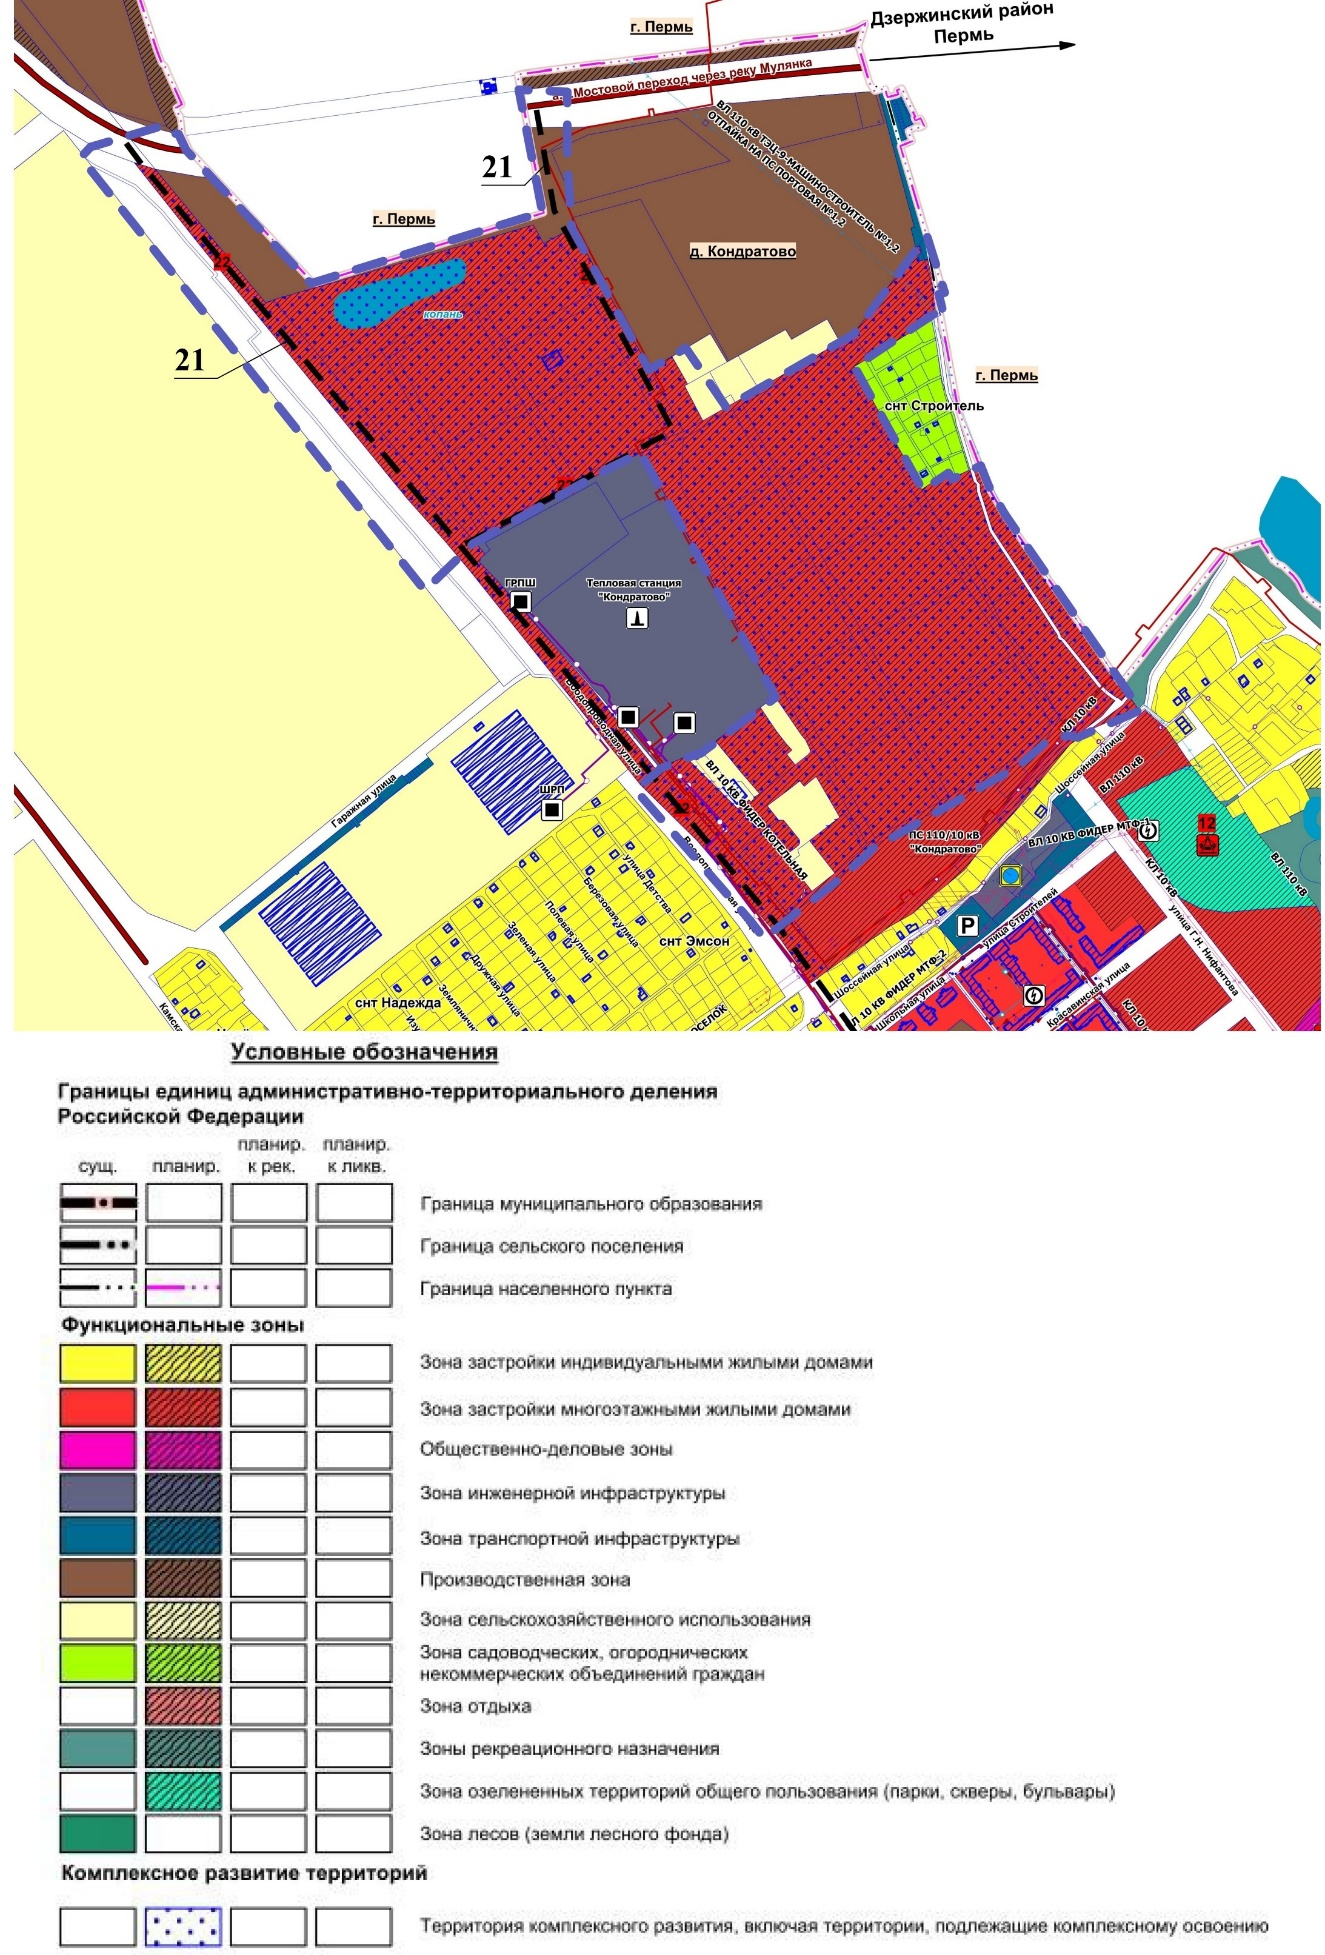 г. Пермь
Дзержинский район
Пермь
Мостовой переход через реку Мулянка
ВЛ 110 кВ ТЭЦ-9-МАШИНОСТРОИТЕЛЬ №1,2
ОТПАЙКА НА ПС ПОРТОВАЯ №1,2
21
г. Пермь
д. Кондратово
22
копань
21
г. Пермь
снт Строитель
22
ГРПШ
Тепловая станция
"Кондратово"
Водопроводная улица
КЛ 10 кВ
Шоссейная улица
ВЛ 110 кВ
Гаражная улица
ШРП
ВЛ 10 КВ ФИДЕР КОТЕЛЬНАЯ
ПС 110/10 кВ
"Кондратово"
ВЛ 10 КВ ФИДЕР МТФ-1
12
ВЛ 110 кВ
КЛ 10 кВ
улица Детства
Березовая улица
Полевая улица
Зеленая улица
Дружная улица
снт Эмсон
снт Надежда
P
улица Строителей
улица Г.Н. Нифантова
Шоссейная улица
Л 10 КВ ФИДЕР МТФ-2
Школьная улица
Красавинская улица
КЛ 10
ОСЕЛОК
Камск
Землянич
Изу
Условные обозначения
Границы единиц административно-территориального деления
Российской Федерации
сущ. планир. планир. к рек. планир. к ликв.
Граница муниципального образования
Граница сельского поселения
Граница населенного пункта
Функциональные зоны
Зона застройки индивидуальными жилыми домами
Зона застройки многоэтажными жилыми домами
Общественно-деловые зоны
Зона инженерной инфраструктуры
Зона транспортной инфраструктуры
Производственная зона
Зона сельскохозяйственного использования
Зона садоводческих, огороднических
некоммерческих объединений граждан
Зона отдыха
Зоны рекреационного назначения
Зона озелененных территорий общего пользования (парки, скверы, бульвары)
Зона лесов (земли лесного фонда)
Комплексное развитие территорий
Территория комплексного развития, включая территории, подлежащие комплексному освоению